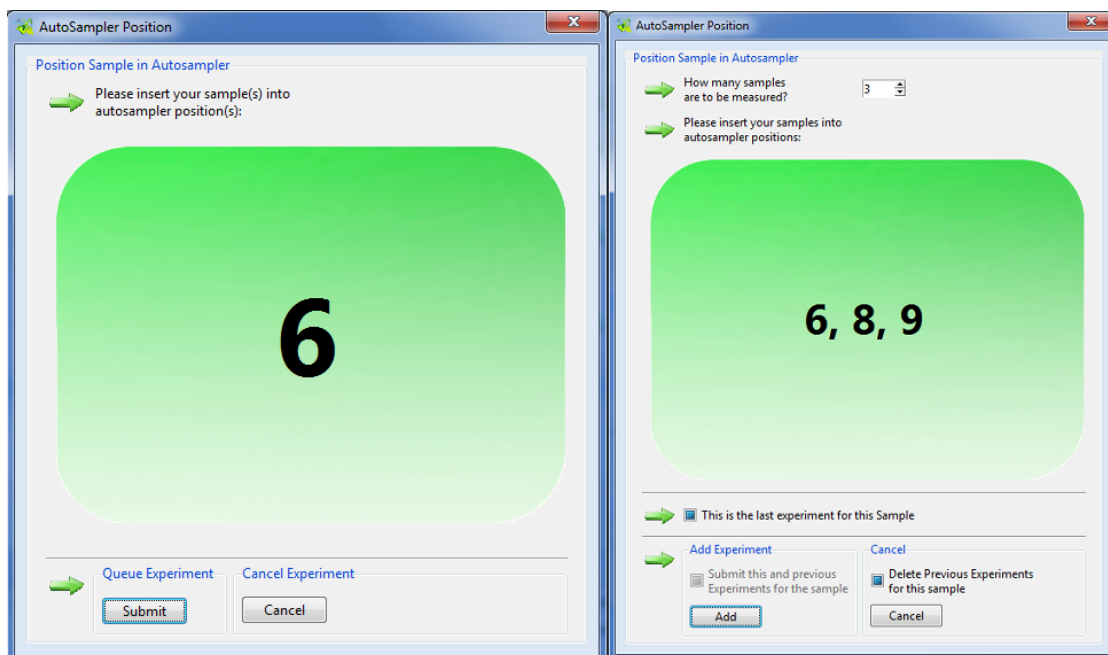 AutoSampler Position
Position Sample in Autosampler
Please insert your sample(s) into
autosampler position(s):
6
Queue Experiment
Submit
Cancel Experiment
Cancel
AutoSampler Position
Position Sample in Autosampler
How many samples
are to be measured?
3
Please insert your samples into
autosampler positions:
6, 8, 9
This is the last experiment for this Sample
Add Experiment
Submit this and previous
Experiments for the sample
Add
Cancel
Delete Previous Experiments
for this sample
Cancel